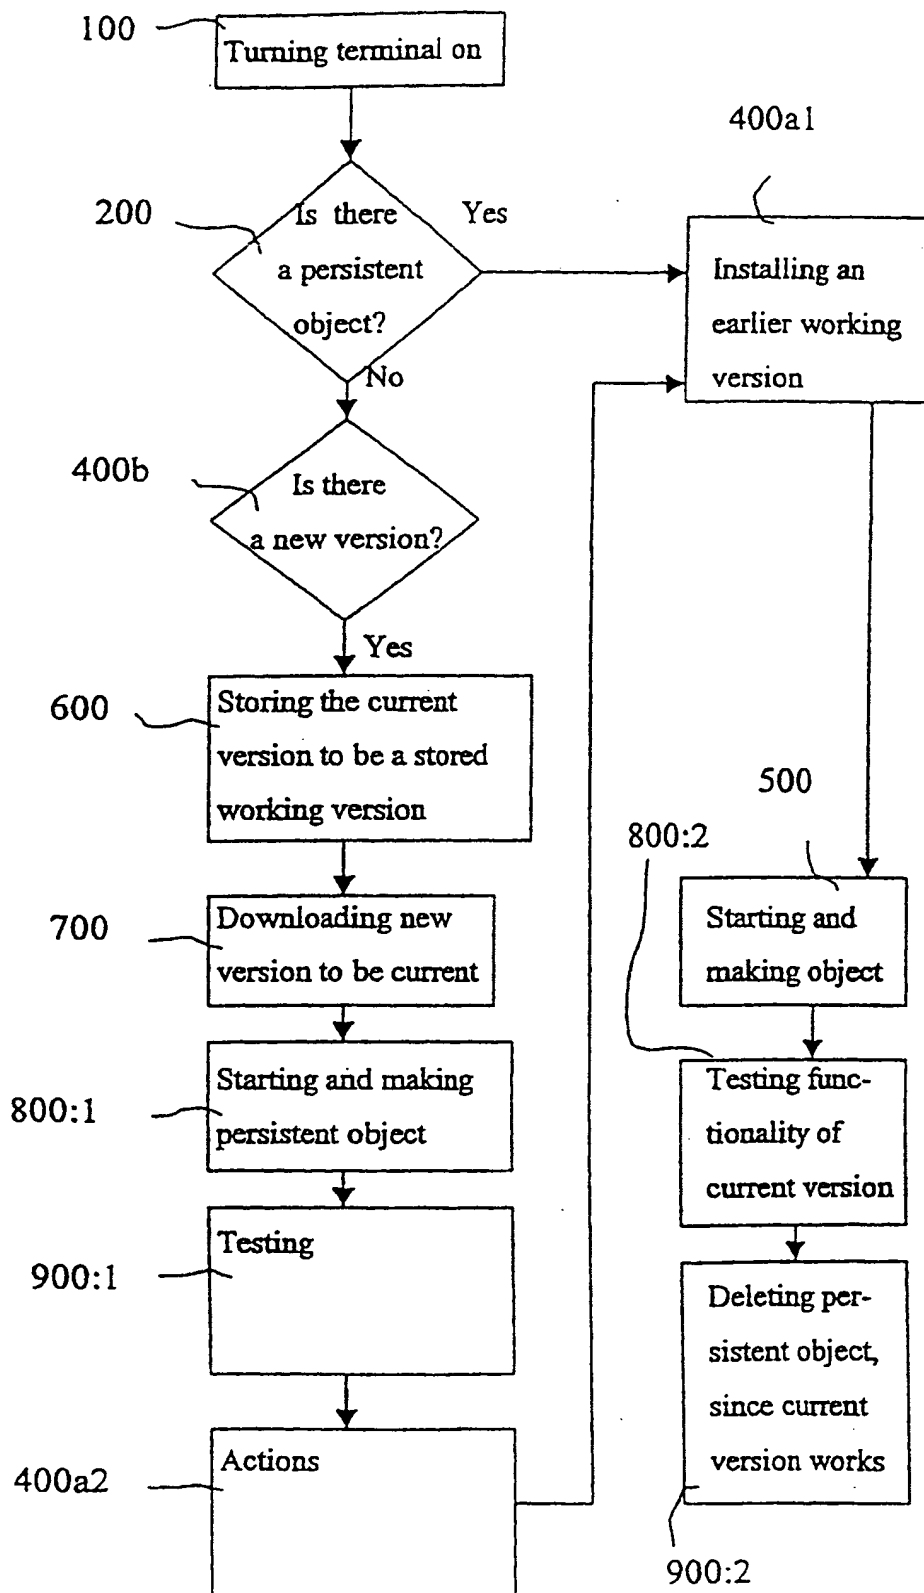 100
Turning terminal on
400a1
200
Is there
a persistent
object?
Yes
Installing an
earlier working
version
No
400b
Is there
a new version?
Yes
600
Storing the current
version to be a stored
working version
500
800:2
700
Downloading new
version to be current
Starting and
making object
800:1
Starting and making
persistent object
Testing func-
tionality of
current version
900:1
Testing
Deleting per-
sistent object,
since current
version works
400a2
Actions
900:2